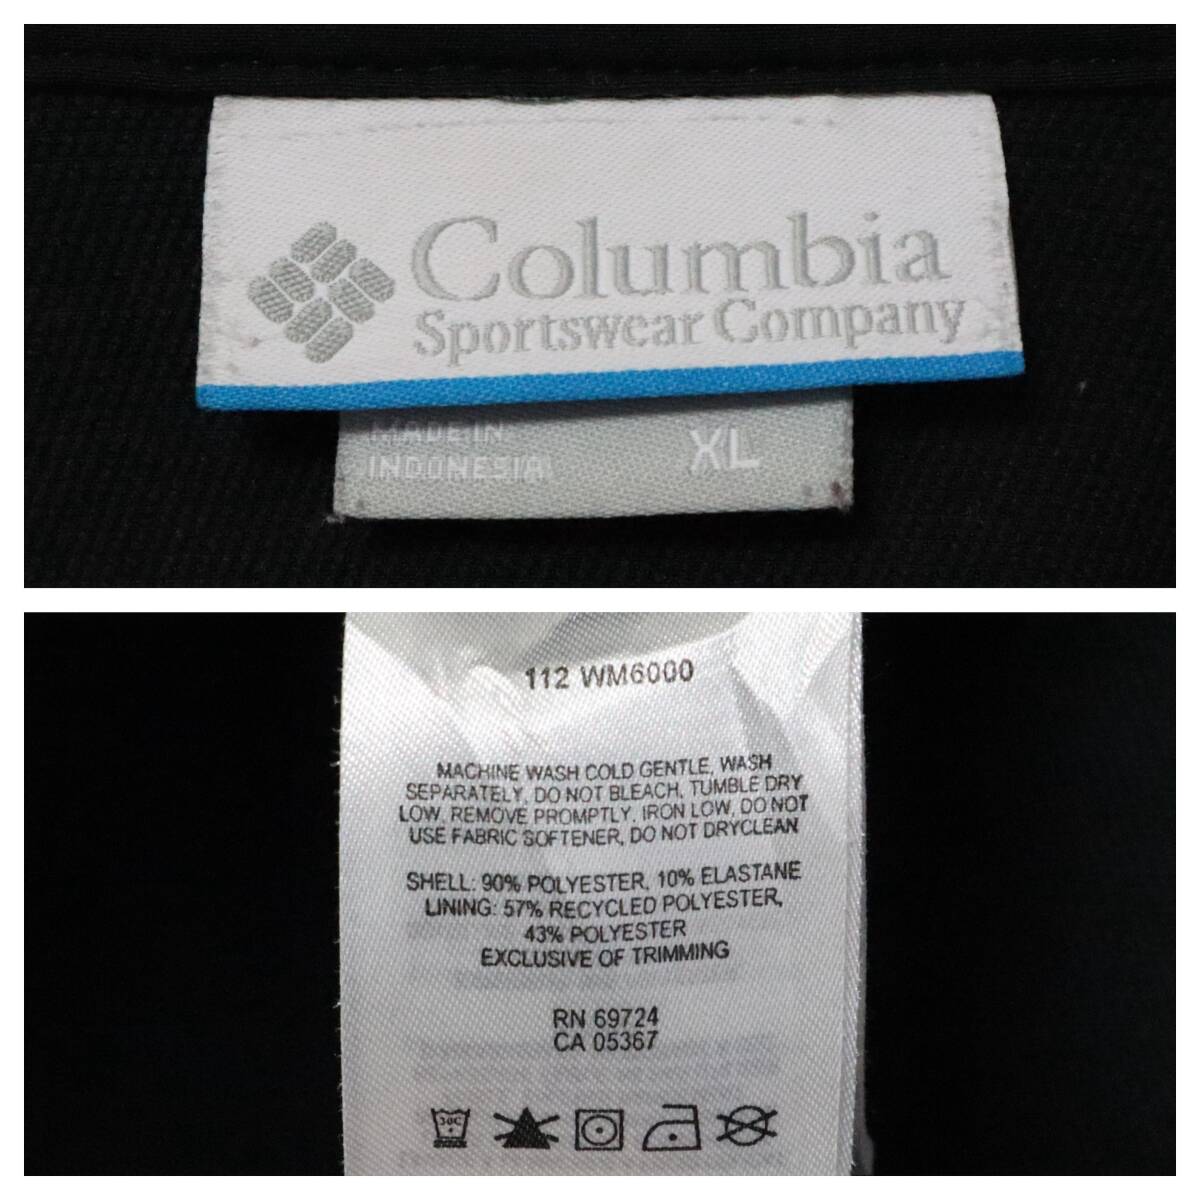 Columbia
Sportswear Company
MADE IN
INDONESIA
XL
112 WM6000
MACHINE WASH COLD GENTLE, WASH
SEPARATELY, DO NOT BLEACH, TUMBLE DRY
LOW, REMOVE PROMPTLY, IRON LOW, DO NOT
USE FABRIC SOFTENER, DO NOT DRYCLEAN
SHELL: 90% POLYESTER, 10% ELASTANE
LINING: 57% RECYCLED POLYESTER,
43% POLYESTER
EXCLUSIVE OF TRIMMING
RN 69724
CA 05367
30C